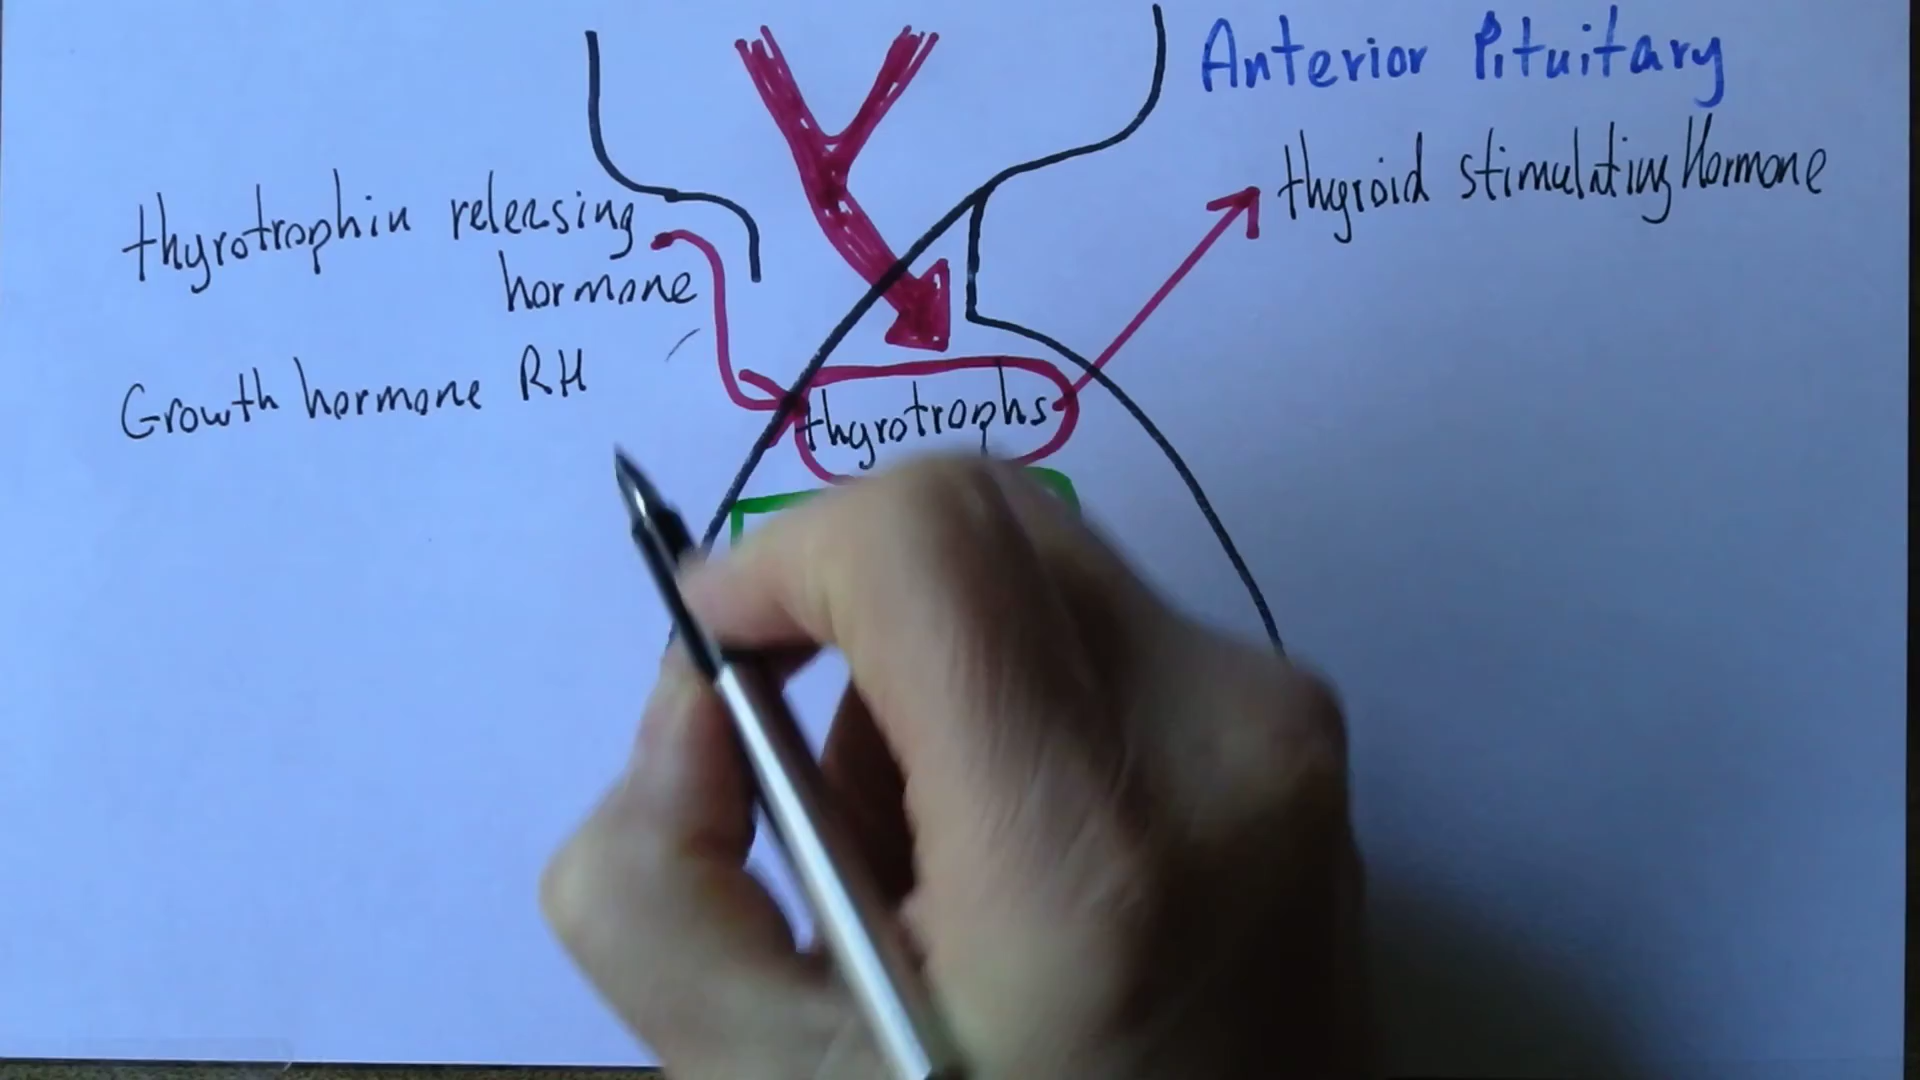 Anterior Pituitary
thyroid stimulating Hormone
thyrotrophin releasing
hormone
Growth hormone RH
thyrotrophs